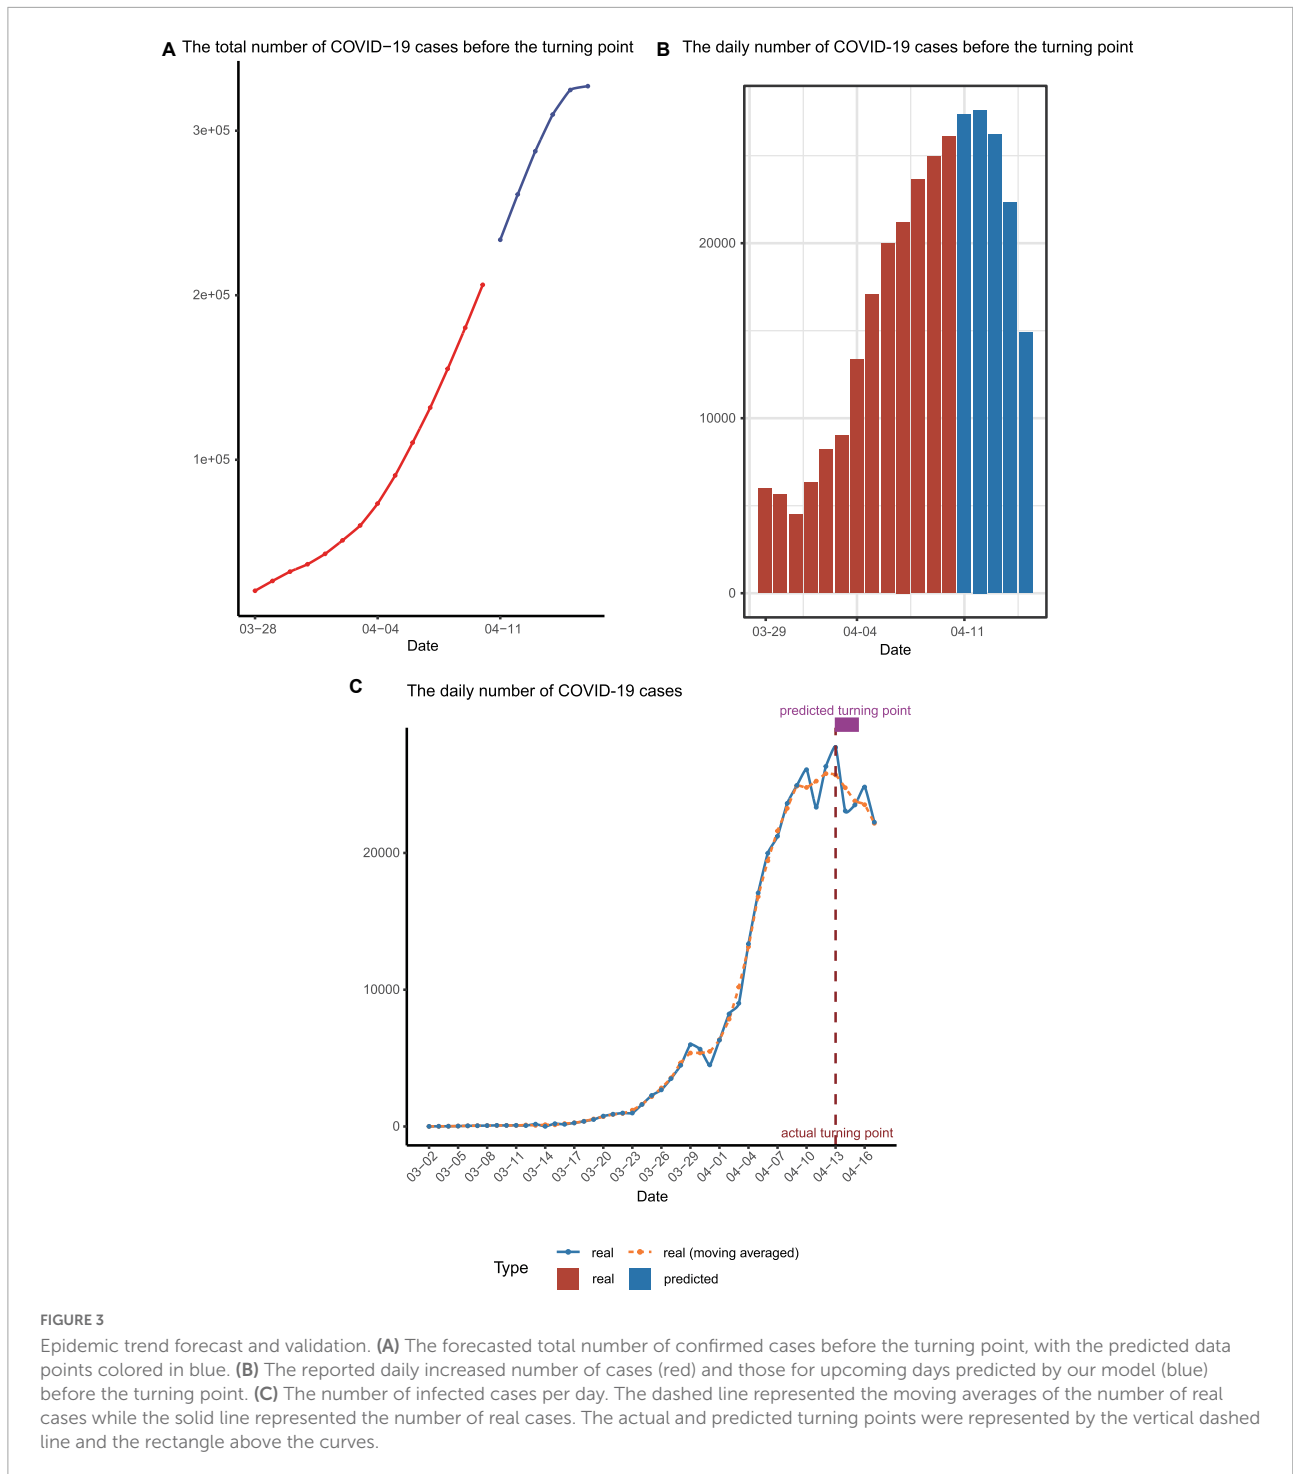 A The total number of COVID−19 cases before the turning point
3e+05
2e+05
1e+05
03−28 04−04 04−11
Date
B The daily number of COVID-19 cases before the turning point
20000
10000
0
03-29 04-04 04-11
Date
C The daily number of COVID-19 cases
predicted turning point
20000
10000
0
actual turning point
03−02 03−05 03−08 03−11 03−14 03−17 03−20 03−23 03−26 03−29 04−01 04−04 04−07 04−10 04−13 04−16
Date
Type
real real (moving averaged)
real predicted
FIGURE 3
Epidemic trend forecast and validation. (A) The forecasted total number of confirmed cases before the turning point, with the predicted data
points colored in blue. (B) The reported daily increased number of cases (red) and those for upcoming days predicted by our model (blue)
before the turning point. (C) The number of infected cases per day. The dashed line represented the moving averages of the number of real
cases while the solid line represented the number of real cases. The actual and predicted turning points were represented by the vertical dashed
line and the rectangle above the curves.